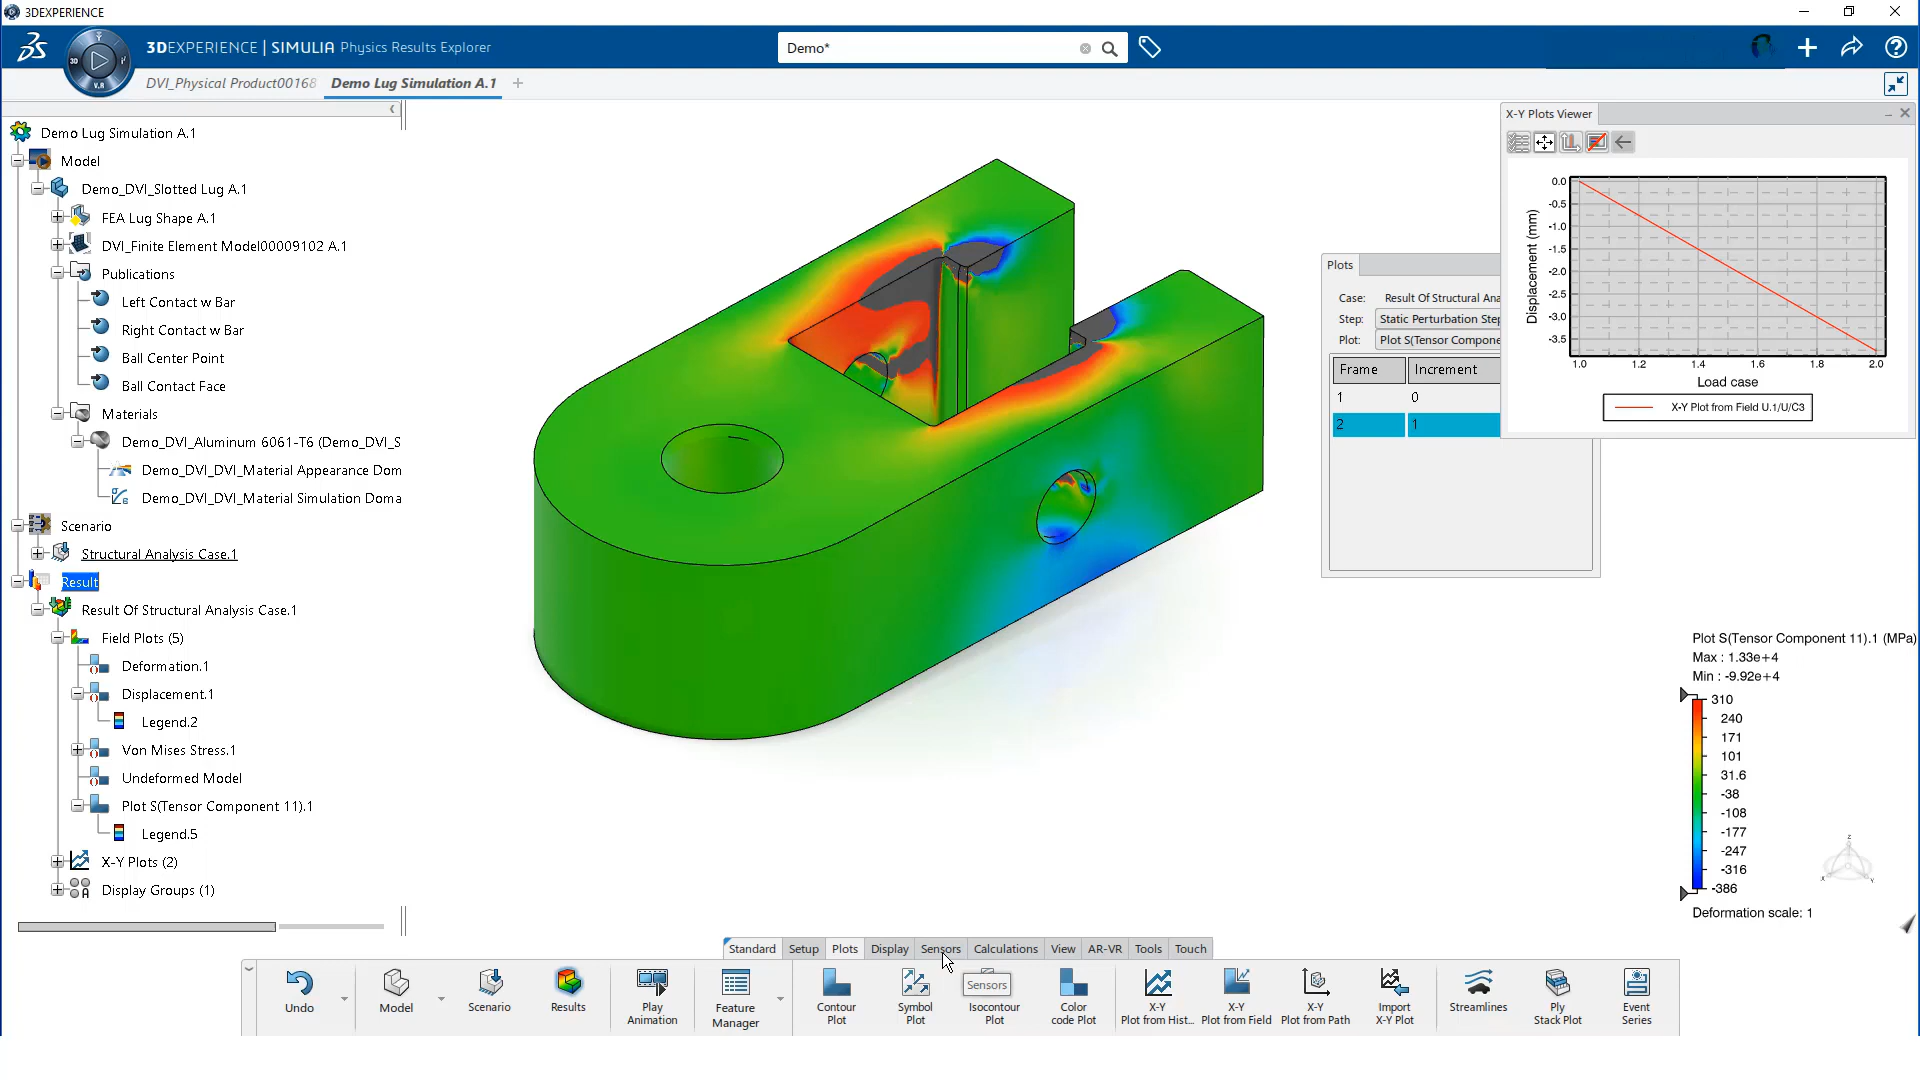 3DEXPERIENCE
3DEXPERIENCE | SIMULIA Physics Results Explorer
Demo*
3D
V.R
DVI_Physical Product00168
Demo Lug Simulation A.1
Demo Lug Simulation A.1
Model
Demo_DVI_Slotted Lug A.1
FEA Lug Shape A.1
DVI_Finite Element Model00009102 A.1
Publications
Left Contact w Bar
Right Contact w Bar
Ball Center Point
Ball Contact Face
Materials
Demo_DVI_Aluminum 6061-T6 (Demo_DVI_S
Demo_DVI_DVI_Material Appearance Dom
Demo_DVI_DVI_Material Simulation Doma
Scenario
Structural Analysis Case.1
Result
Result Of Structural Analysis Case.1
Field Plots (5)
Deformation.1
Displacement.1
Legend.2
Von Mises Stress.1
Undeformed Model
Plot S(Tensor Component 11).1
Legend.5
X-Y Plots (2)
Display Groups (1)
Plots
Case: Result Of Structural Ana
Step: Static Perturbation Step
Plot: Plot S(Tensor Compone
Frame Increment
1 0
2 1
X-Y Plots Viewer
Displacement (mm)
0.0
-0.5
-1.0
-1.5
-2.0
-2.5
-3.0
-3.5
1.0 1.2 1.4 1.6 1.8 2.0
Load case
X-Y Plot from Field U.1/U/C3
Plot S(Tensor Component 11).1 (MPa)
Max : 1.33e+4
Min : -9.92e+4
310
240
171
101
31.6
-38
-108
-177
-247
-316
-386
Deformation scale: 1
Z
X
Y
Standard Setup Plots Display Sensors Calculations View AR-VR Tools Touch
Undo
Model
Scenario
Results
Play
Animation
Feature
Manager
Contour
Plot
Symbol
Plot
Sensors
Isocontour
Plot
Color
code Plot
X-Y
Plot from Hist...
X-Y
Plot from Field
X-Y
Plot from Path
Import
X-Y Plot
Streamlines
Ply
Stack Plot
Event
Series